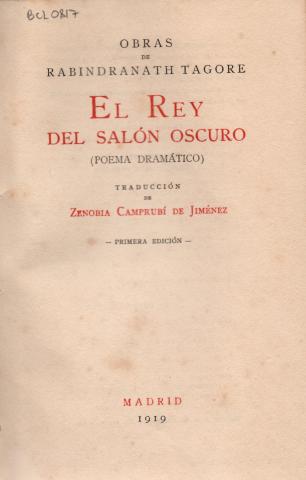 BCL0817
OBRAS
DE
RABINDRANATH TAGORE
EL REY
DEL SALÓN OSCURO
(POEMA DRAMÁTICO)
TRADUCCIÓN
DE
ZENOBIA CAMPRUBÍ DE JIMÉNEZ
— PRIMERA EDICIÓN —
MADRID
1919